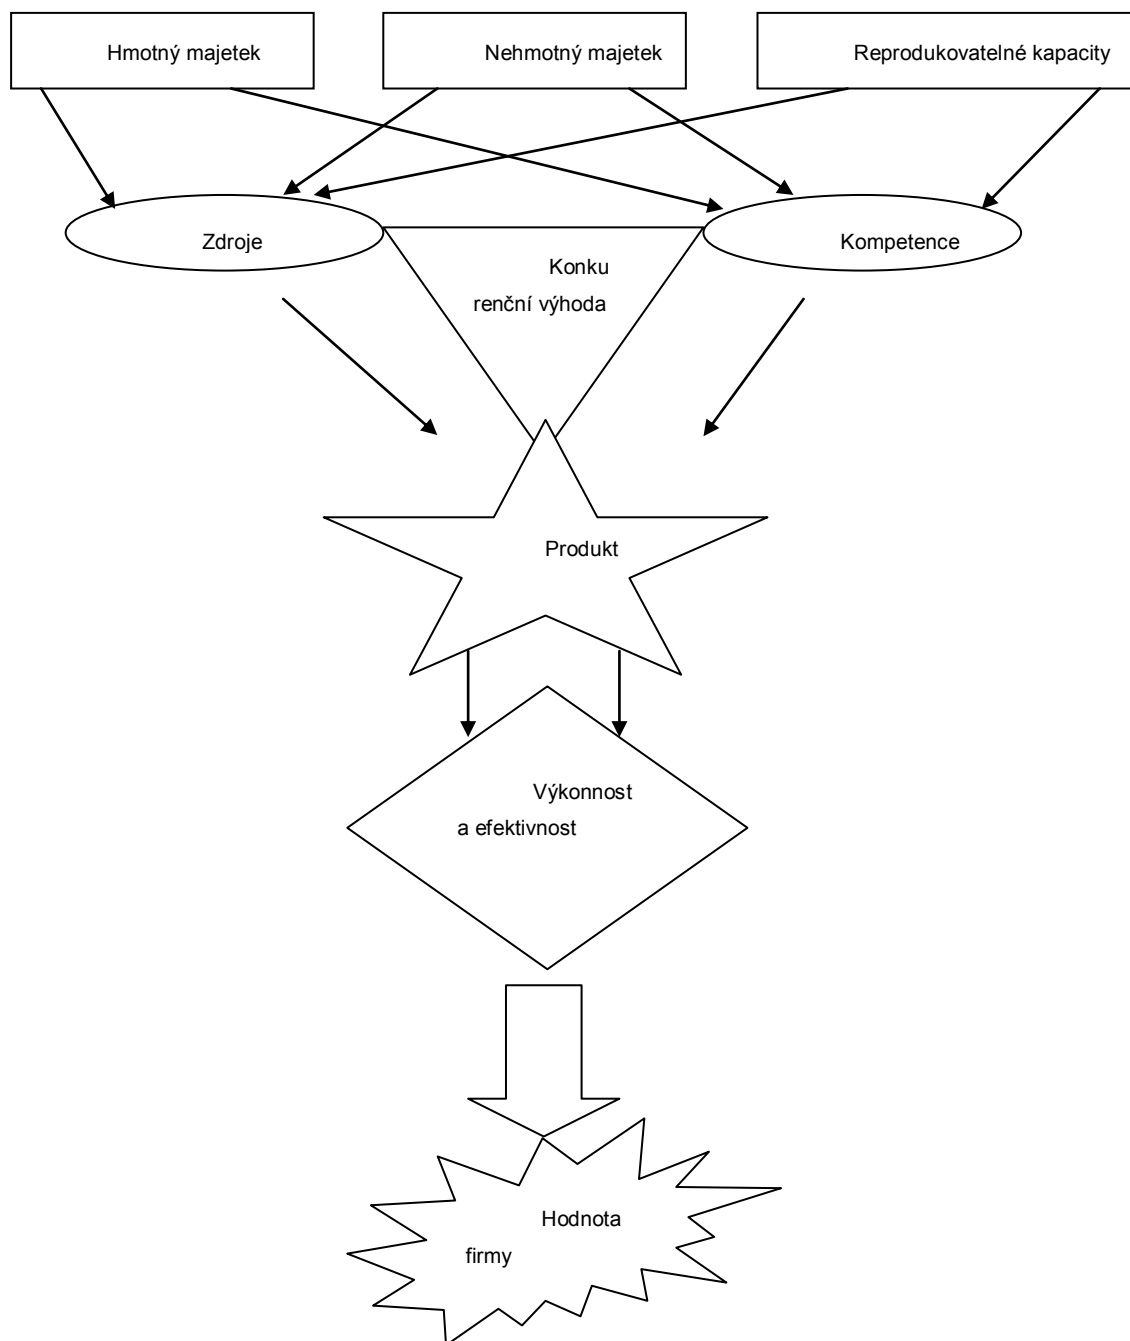 Hmotný majetek
Nehmotný majetek
Reprodukovatelné kapacity
Zdroje
Kompetence
Konku
renční výhoda
Produkt
Výkonnost
a efektivnost
Hodnota
firmy